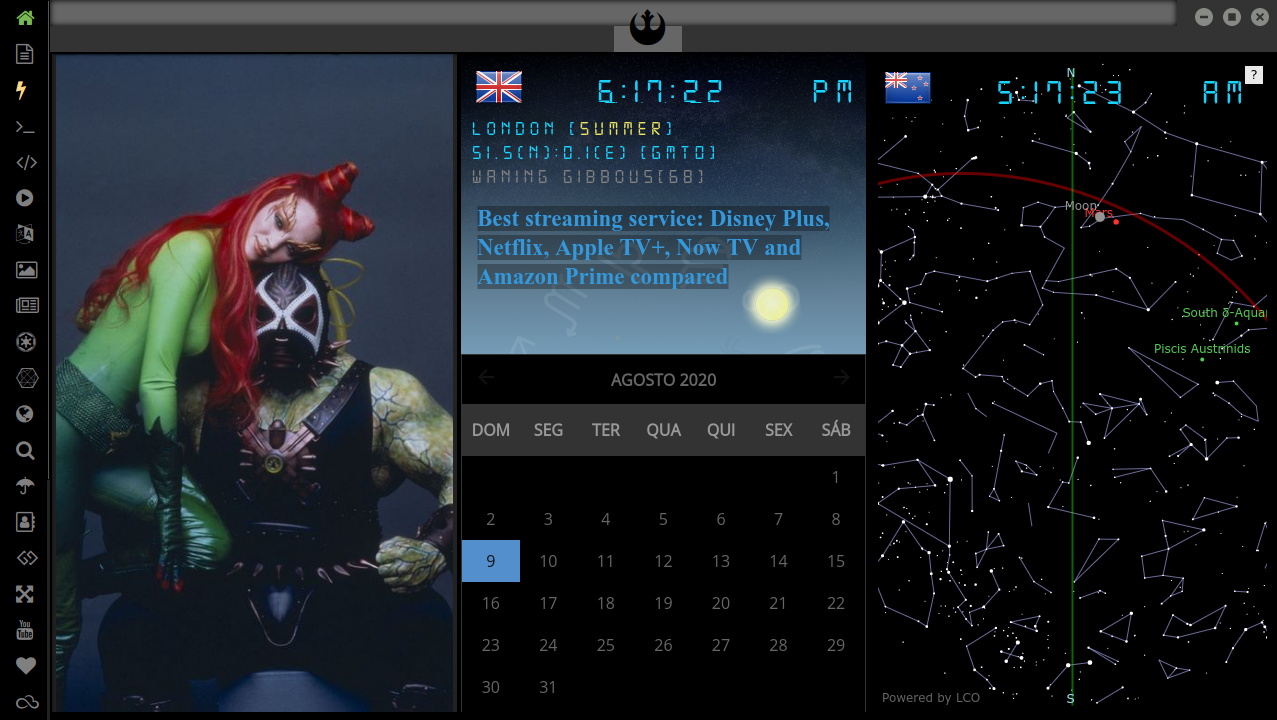 6:17:22 PM
LONDON (SUMMER)
51.5(N):0.1(E) [GMT0]
WANING GIBBOUS(68)
Best streaming service: Disney Plus,
Netflix, Apple TV+, Now TV and
Amazon Prime compared
AGOSTO 2020
DOM SEG TER QUA QUI SEX SÁB
1
2 3 4 5 6 7 8
9 10 11 12 13 14 15
16 17 18 19 20 21 22
23 24 25 26 27 28 29
30 31
N
?
5:17:23 AM
Moon
Mars
South δ-Aquar
Piscis Austrinids
Powered by LCO
S
You
Tube